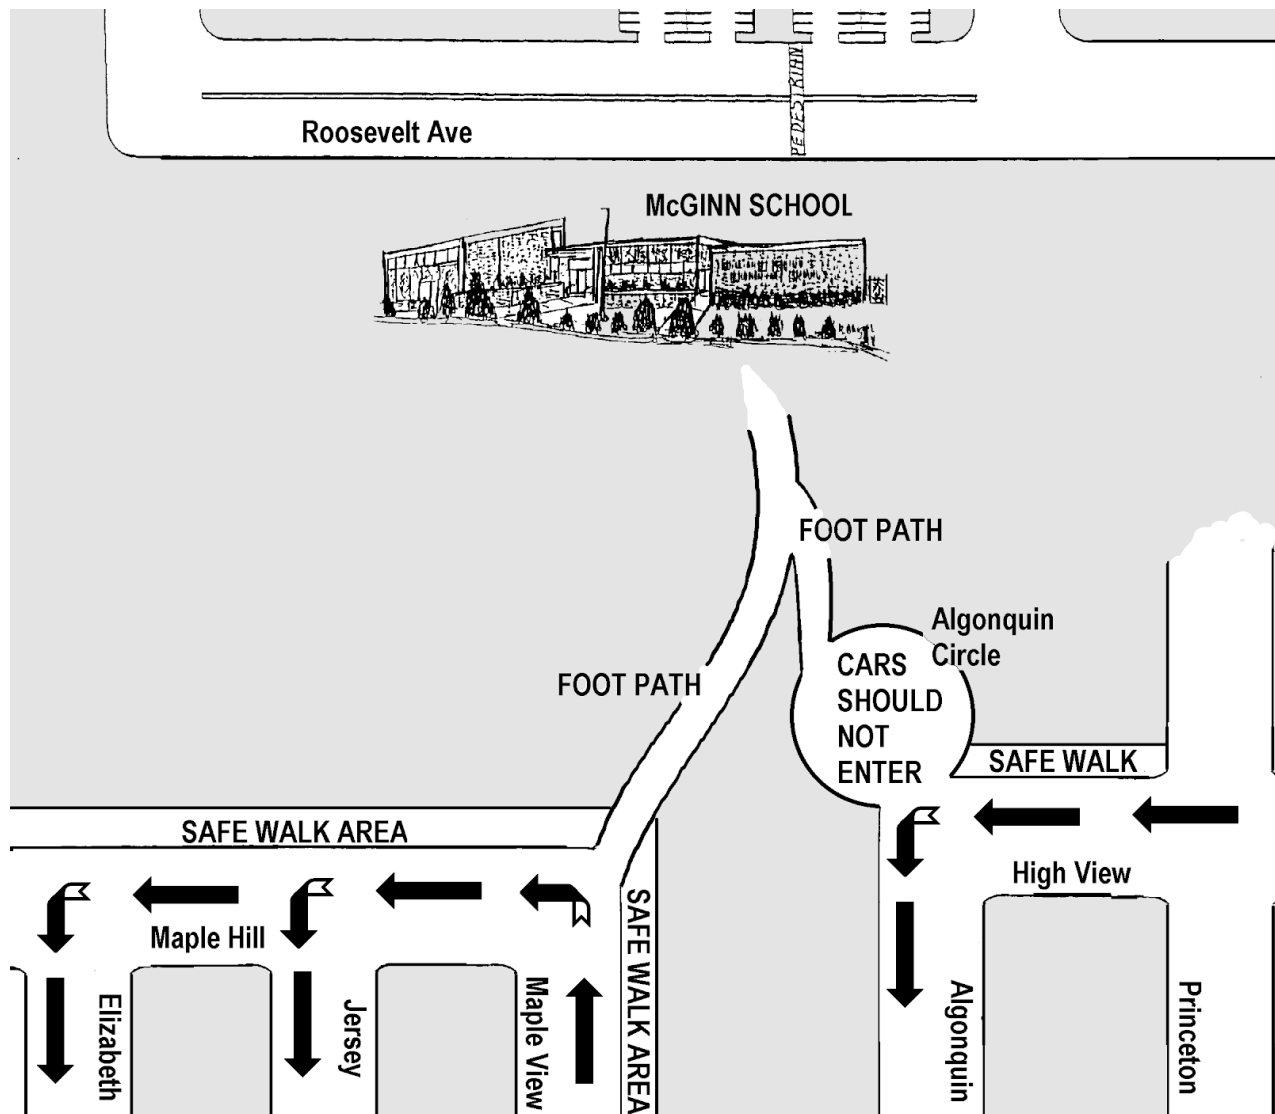 PEDESTRIAN
Roosevelt Ave
McGINN SCHOOL
FOOT PATH
Algonquin
Circle
CARS
SHOULD
NOT
ENTER
FOOT PATH
SAFE WALK
SAFE WALK AREA
High View
Maple Hill
SAFE WALK AREA
Elizabeth
Jersey
Maple View
Algonquin
Princeton